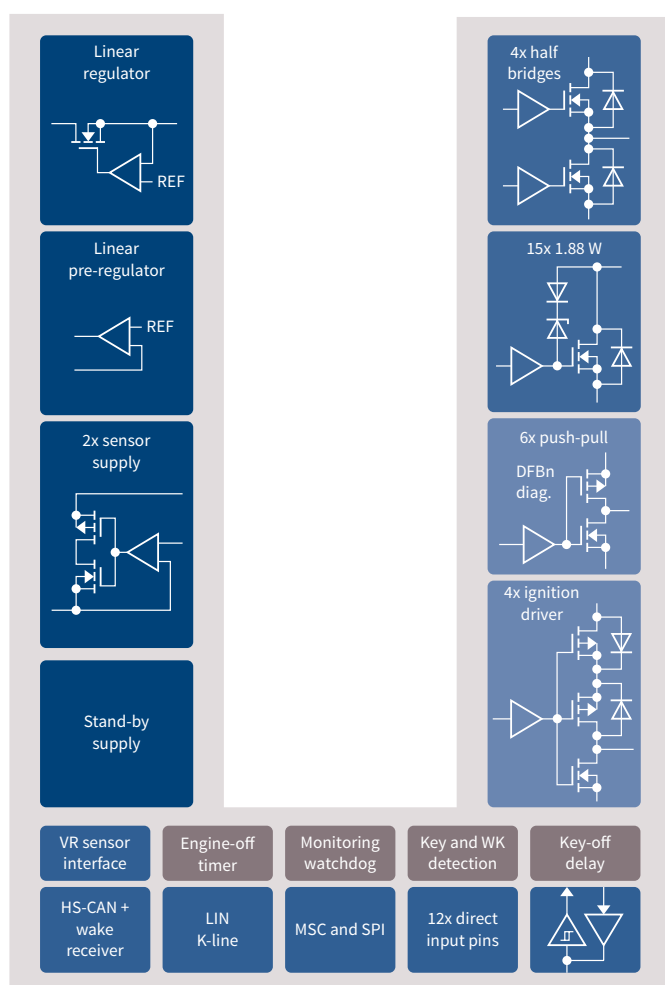 Linear
regulator
REF
Linear
pre-regulator
REF
2x sensor
supply
Stand-by
supply
4x half
bridges
15x 1.88 W
6x push-pull
DFBn
diag.
4x ignition
driver
VR sensor
interface
Engine-off
timer
Monitoring
watchdog
Key and WK
detection
Key-off
delay
HS-CAN +
wake
receiver
LIN
K-line
MSC and SPI
12x direct
input pins